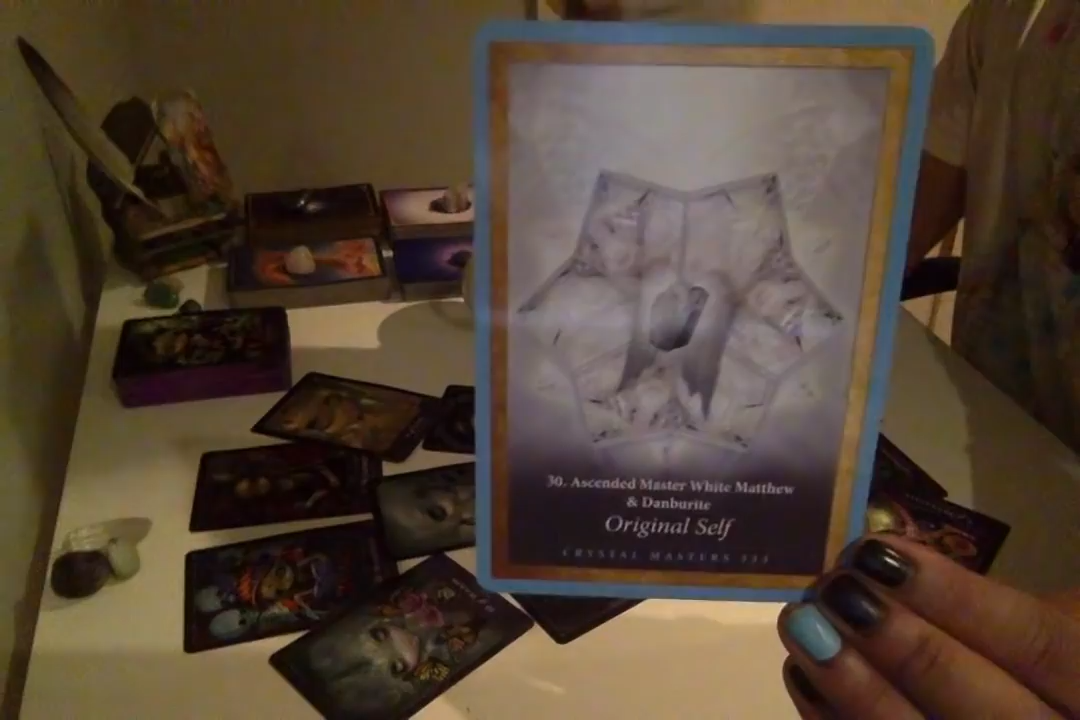 30. Ascended Master White Matthew
& Danburite
Original Self
CRYSTAL MASTERS 333